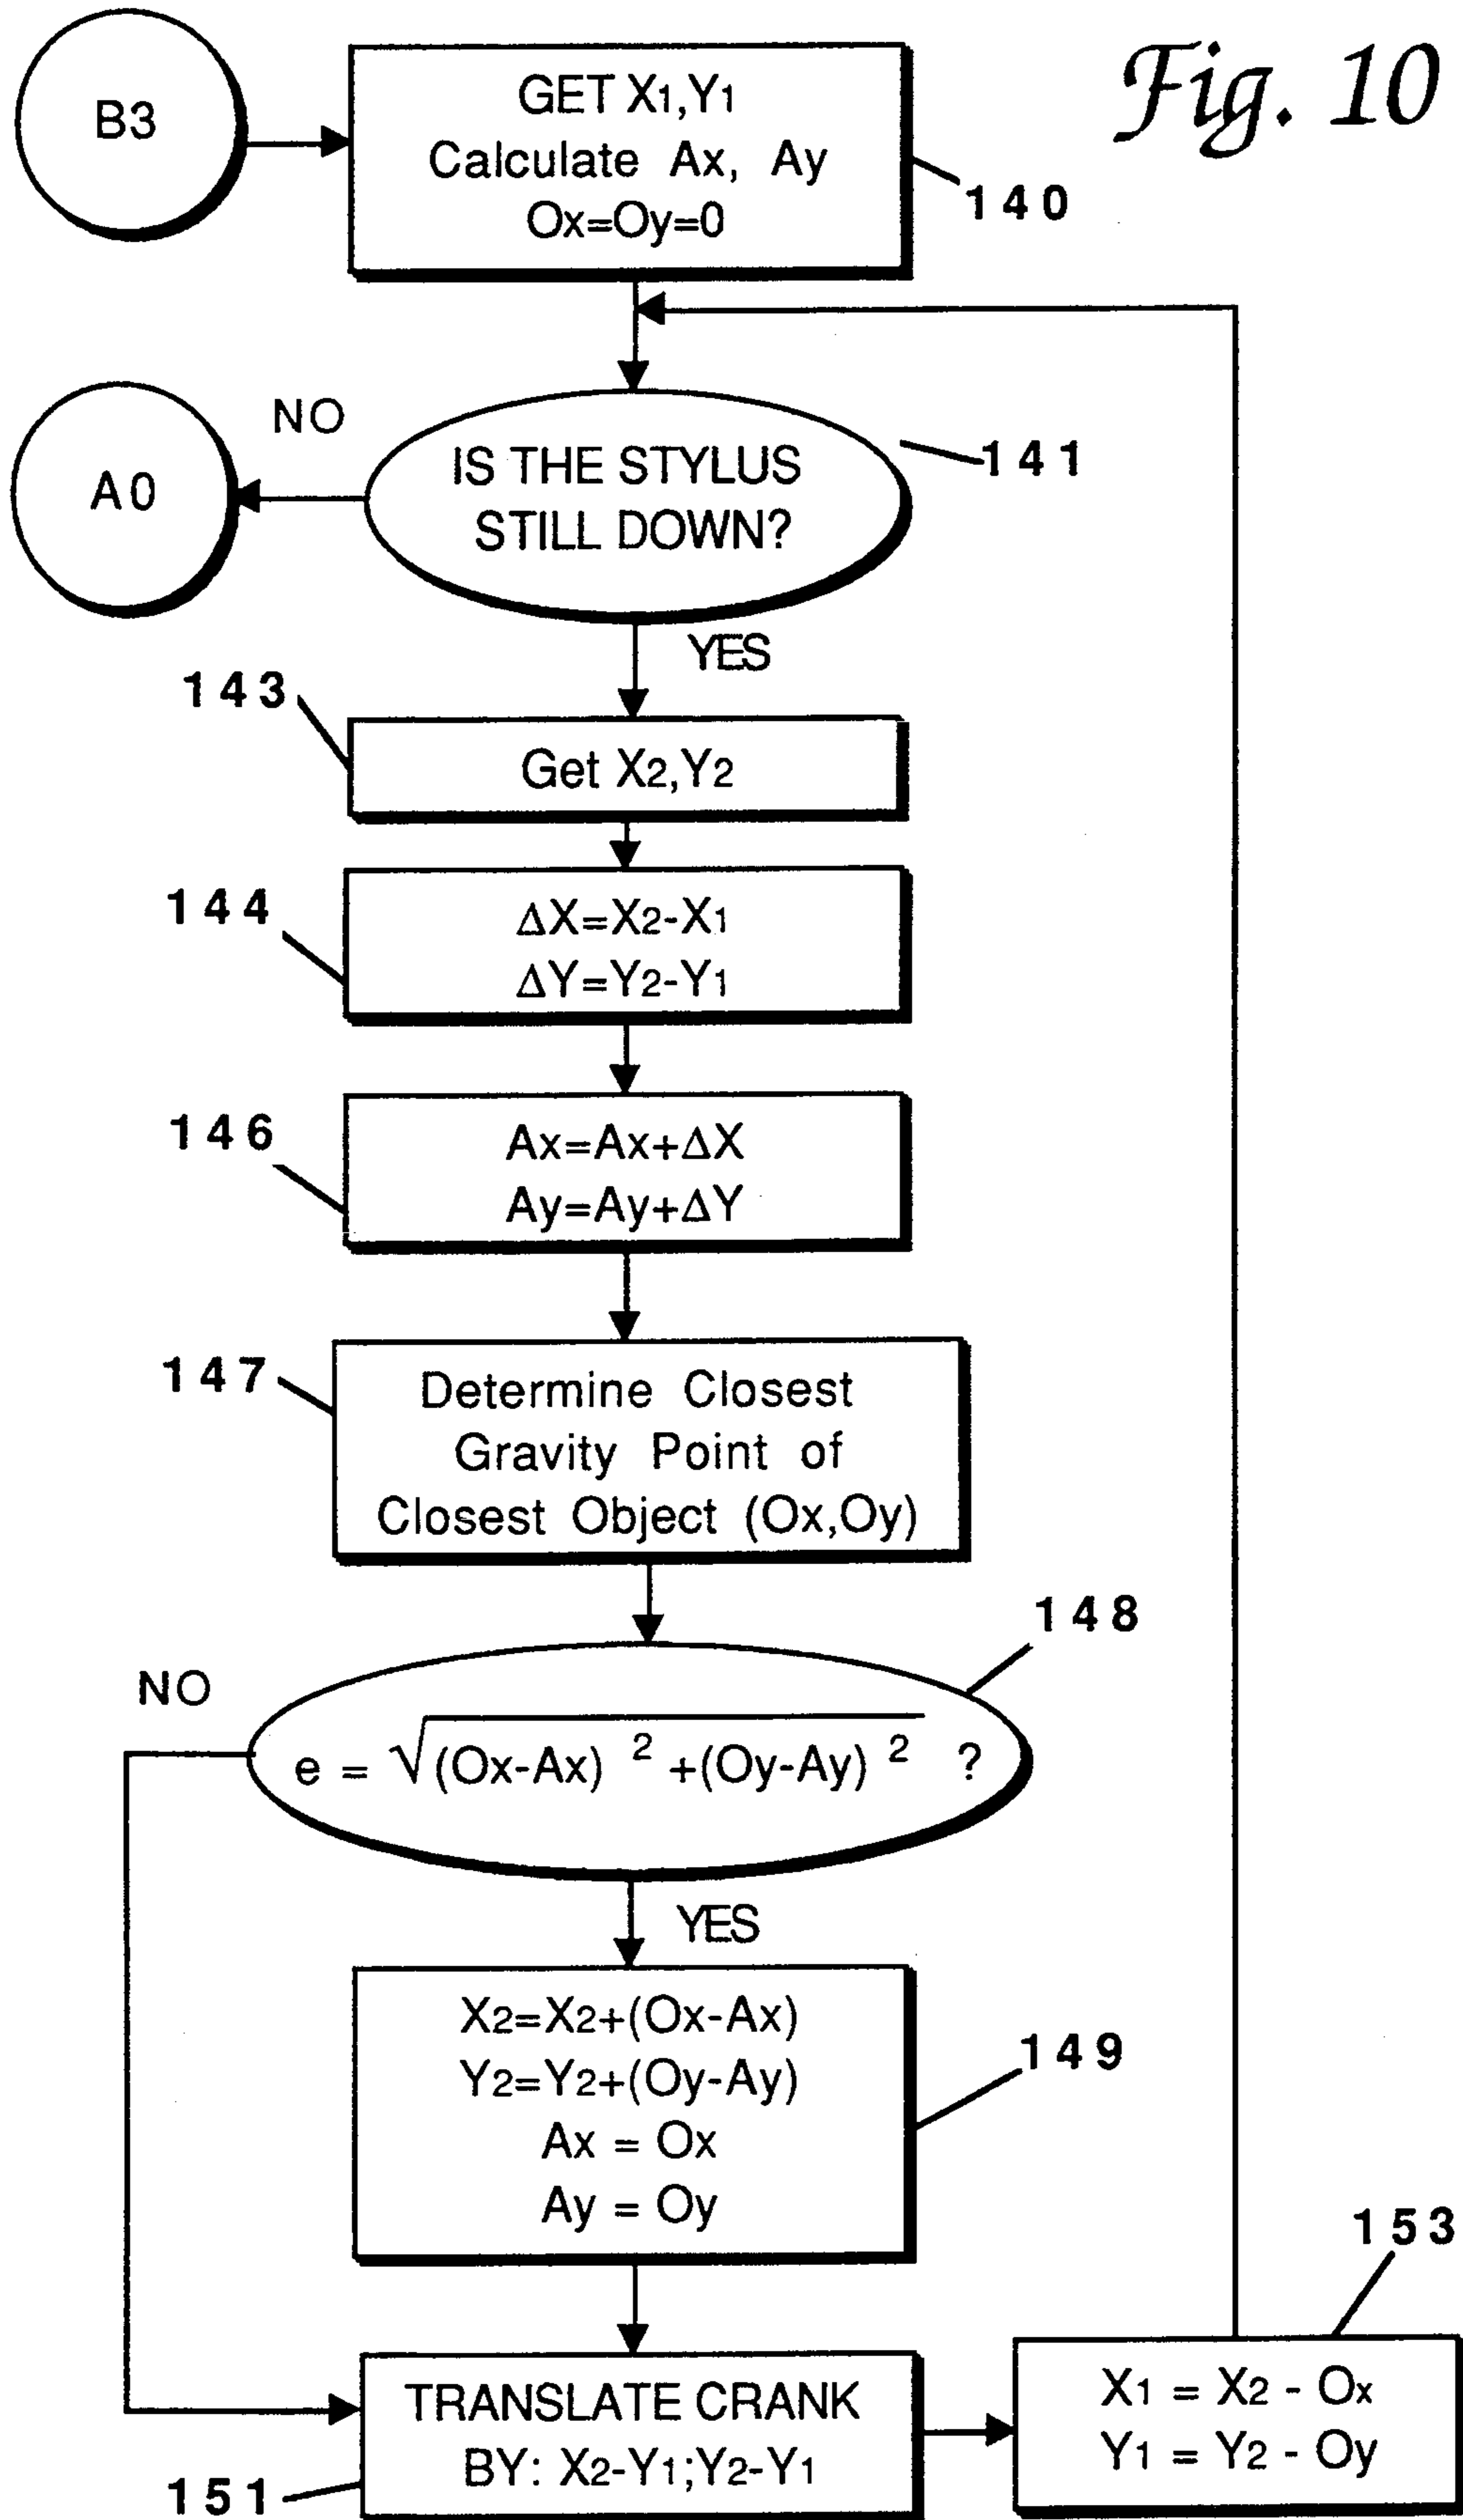 Fig. 10
B3
GET X1,Y1
Calculate Ax, Ay
Ox=Oy=0
140
A0
NO
IS THE STYLUS
STILL DOWN?
141
YES
143
Get X2,Y2
144
ΔX=X2-X1
ΔY=Y2-Y1
146
Ax=Ax+ΔX
Ay=Ay+ΔY
147
Determine Closest
Gravity Point of
Closest Object (Ox,Oy)
148
NO
e = √(Ox-Ax) 2 +(Oy-Ay) 2 ?
YES
X2=X2+(Ox-Ax)
Y2=Y2+(Oy-Ay)
Ax = Ox
Ay = Oy
149
TRANSLATE CRANK
BY: X2-Y1;Y2-Y1
151
153
X1 = X2 - Ox
Y1 = Y2 - Oy